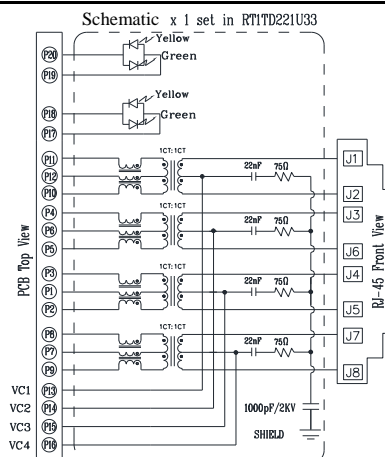 Schematic x 1 set in RT1TD221U33
Yellow
P20
Green
P19
Yellow
P18
Green
P17
1CT:1CT
P11
22nF 75Ω
J1
P12
P10
J2
1CT:1CT
P4
22nF 75Ω
J3
P6
P5
J6
1CT:1CT
P3
22nF 75Ω
J4
P1
P2
J5
1CT:1CT
P8
22nF 75Ω
J7
P7
P9
J8
VC1 P13
VC2 P14
1000pF/2KV
VC3 P15
SHIELD
VC4 P16
PCB Top View
RJ-45 Front View